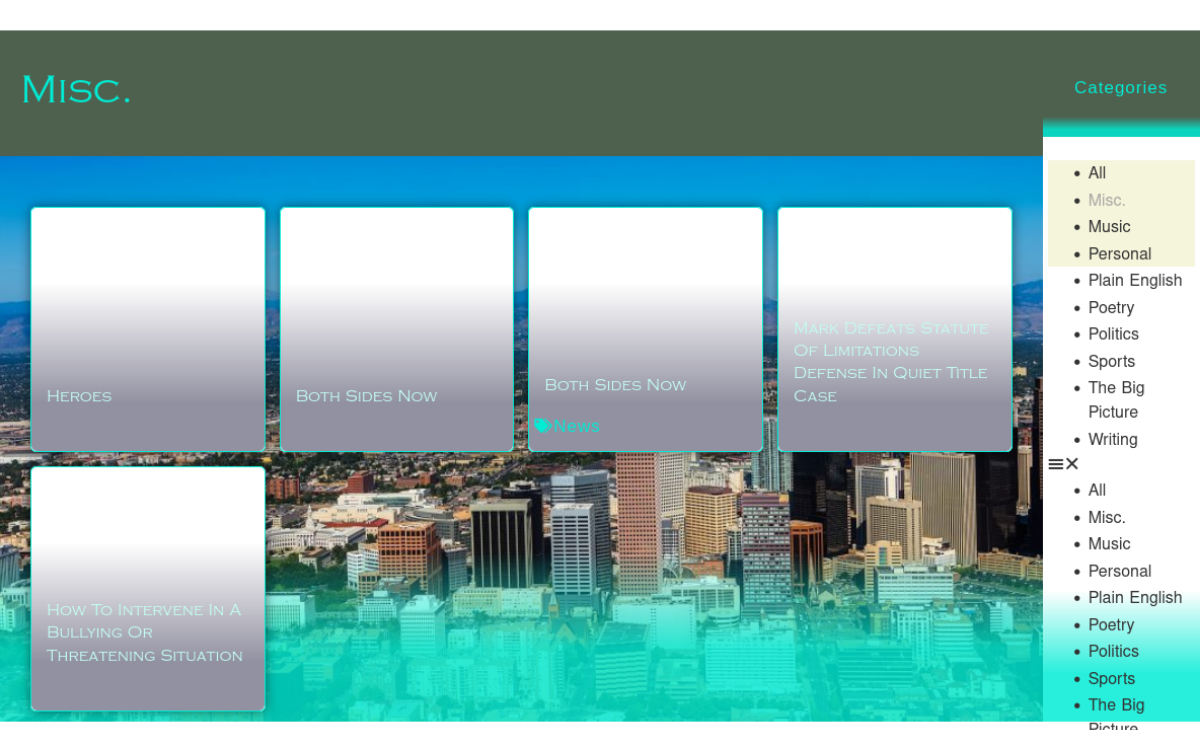 Misc.
Categories
Heroes
Both Sides Now
Both Sides Now
News
Mark Defeats Statute
Of Limitations
Defense In Quiet Title
Case
How To Intervene In A
Bullying Or
Threatening Situation
All
Misc.
Music
Personal
Plain English
Poetry
Politics
Sports
The Big
Picture
Writing
All
Misc.
Music
Personal
Plain English
Poetry
Politics
Sports
The Big
Picture